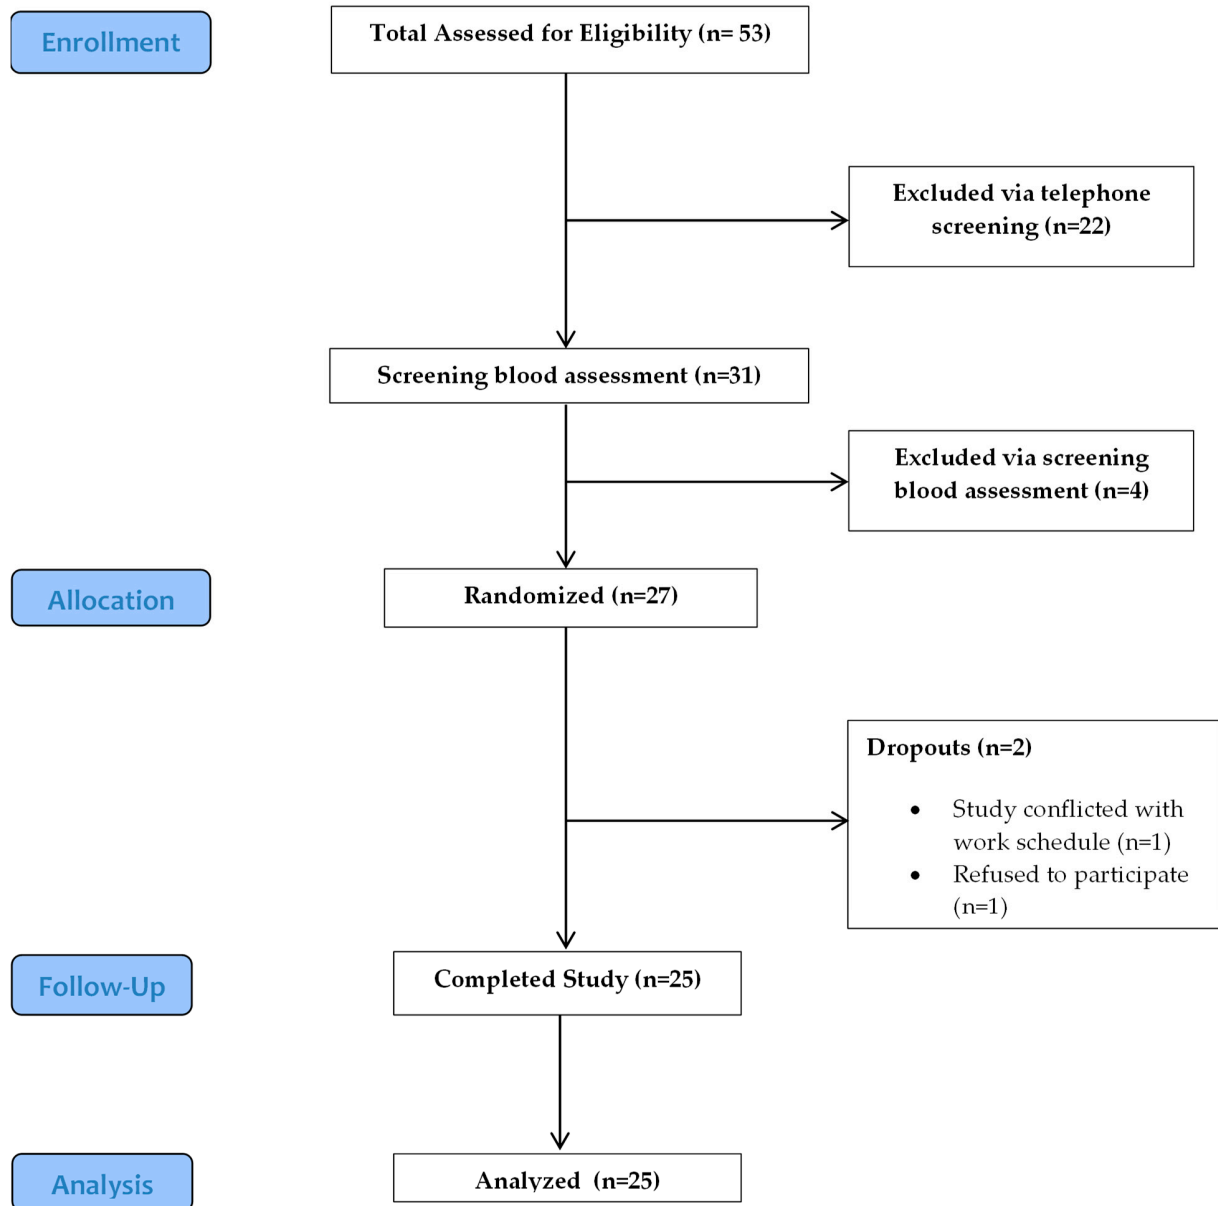 Enrollment
Total Assessed for Eligibility (n= 53)
Excluded via telephone
screening (n=22)
Screening blood assessment (n=31)
Excluded via screening
blood assessment (n=4)
Allocation
Randomized (n=27)
Dropouts (n=2)
• Study conflicted with
work schedule (n=1)
• Refused to participate
(n=1)
Follow-Up
Completed Study (n=25)
Analysis
Analyzed (n=25)